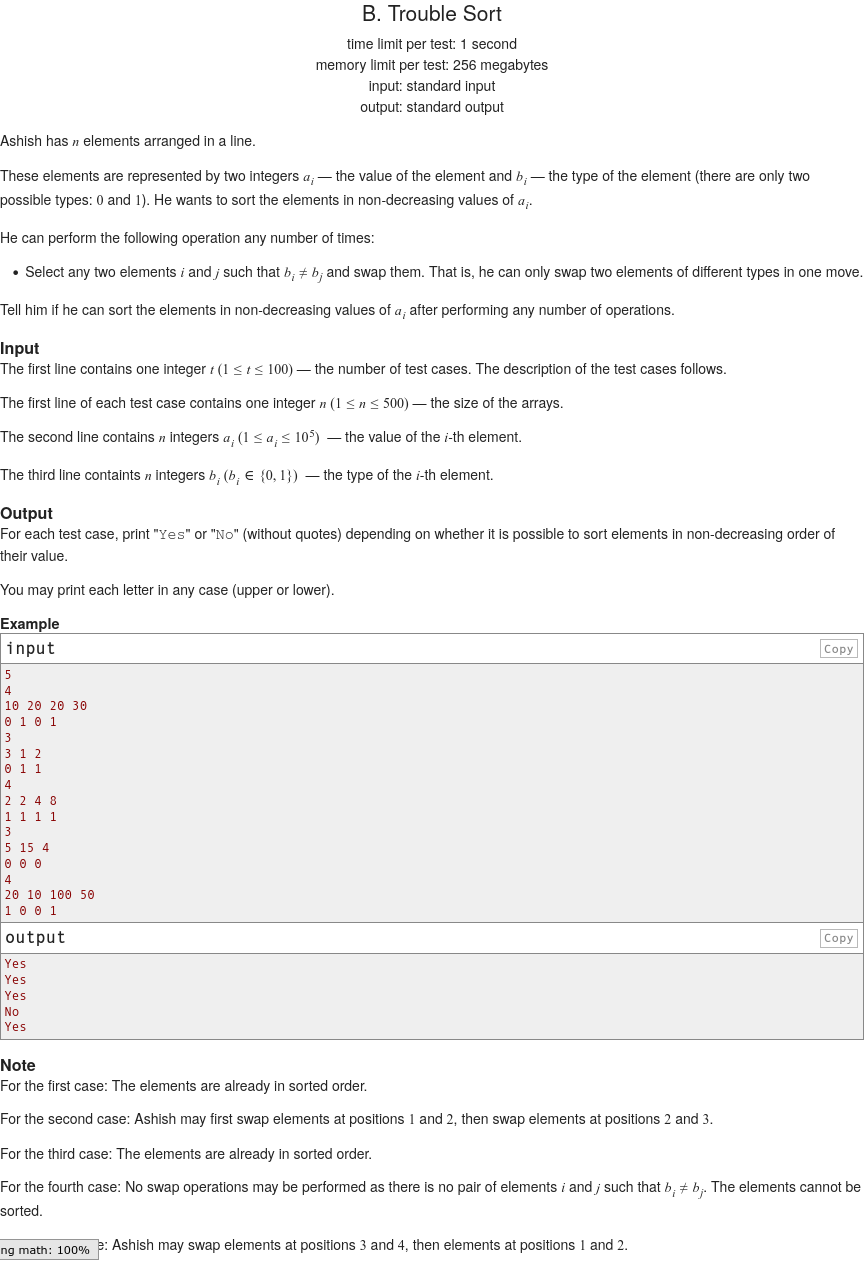 B. Trouble Sort
time limit per test: 1 second
memory limit per test: 256 megabytes
input: standard input
output: standard output
Ashish has n elements arranged in a line.
These elements are represented by two integers a_i — the value of the element and b_i — the type of the element (there are only two
possible types: 0 and 1). He wants to sort the elements in non-decreasing values of a_i.
He can perform the following operation any number of times:
• Select any two elements i and j such that b_i ≠ b_j and swap them. That is, he can only swap two elements of different types in one move.
Tell him if he can sort the elements in non-decreasing values of a_i after performing any number of operations.
Input
The first line contains one integer t (1 ≤ t ≤ 100) — the number of test cases. The description of the test cases follows.
The first line of each test case contains one integer n (1 ≤ n ≤ 500) — the size of the arrays.
The second line contains n integers a_i (1 ≤ a_i ≤ 10^5) — the value of the i-th element.
The third line containts n integers b_i (b_i ∈ {0, 1}) — the type of the i-th element.
Output
For each test case, print "Yes" or "No" (without quotes) depending on whether it is possible to sort elements in non-decreasing order of
their value.
You may print each letter in any case (upper or lower).
Example
input Copy
5
4
10 20 20 30
0 1 0 1
3
3 1 2
0 1 1
4
2 2 4 8
1 1 1 1
3
5 15 4
0 0 0
4
20 10 100 50
1 0 0 1
output Copy
Yes
Yes
Yes
No
Yes
Note
For the first case: The elements are already in sorted order.
For the second case: Ashish may first swap elements at positions 1 and 2, then swap elements at positions 2 and 3.
For the third case: The elements are already in sorted order.
For the fourth case: No swap operations may be performed as there is no pair of elements i and j such that b_i ≠ b_j. The elements cannot be
sorted.
e: Ashish may swap elements at positions 3 and 4, then elements at positions 1 and 2.
ng math: 100%